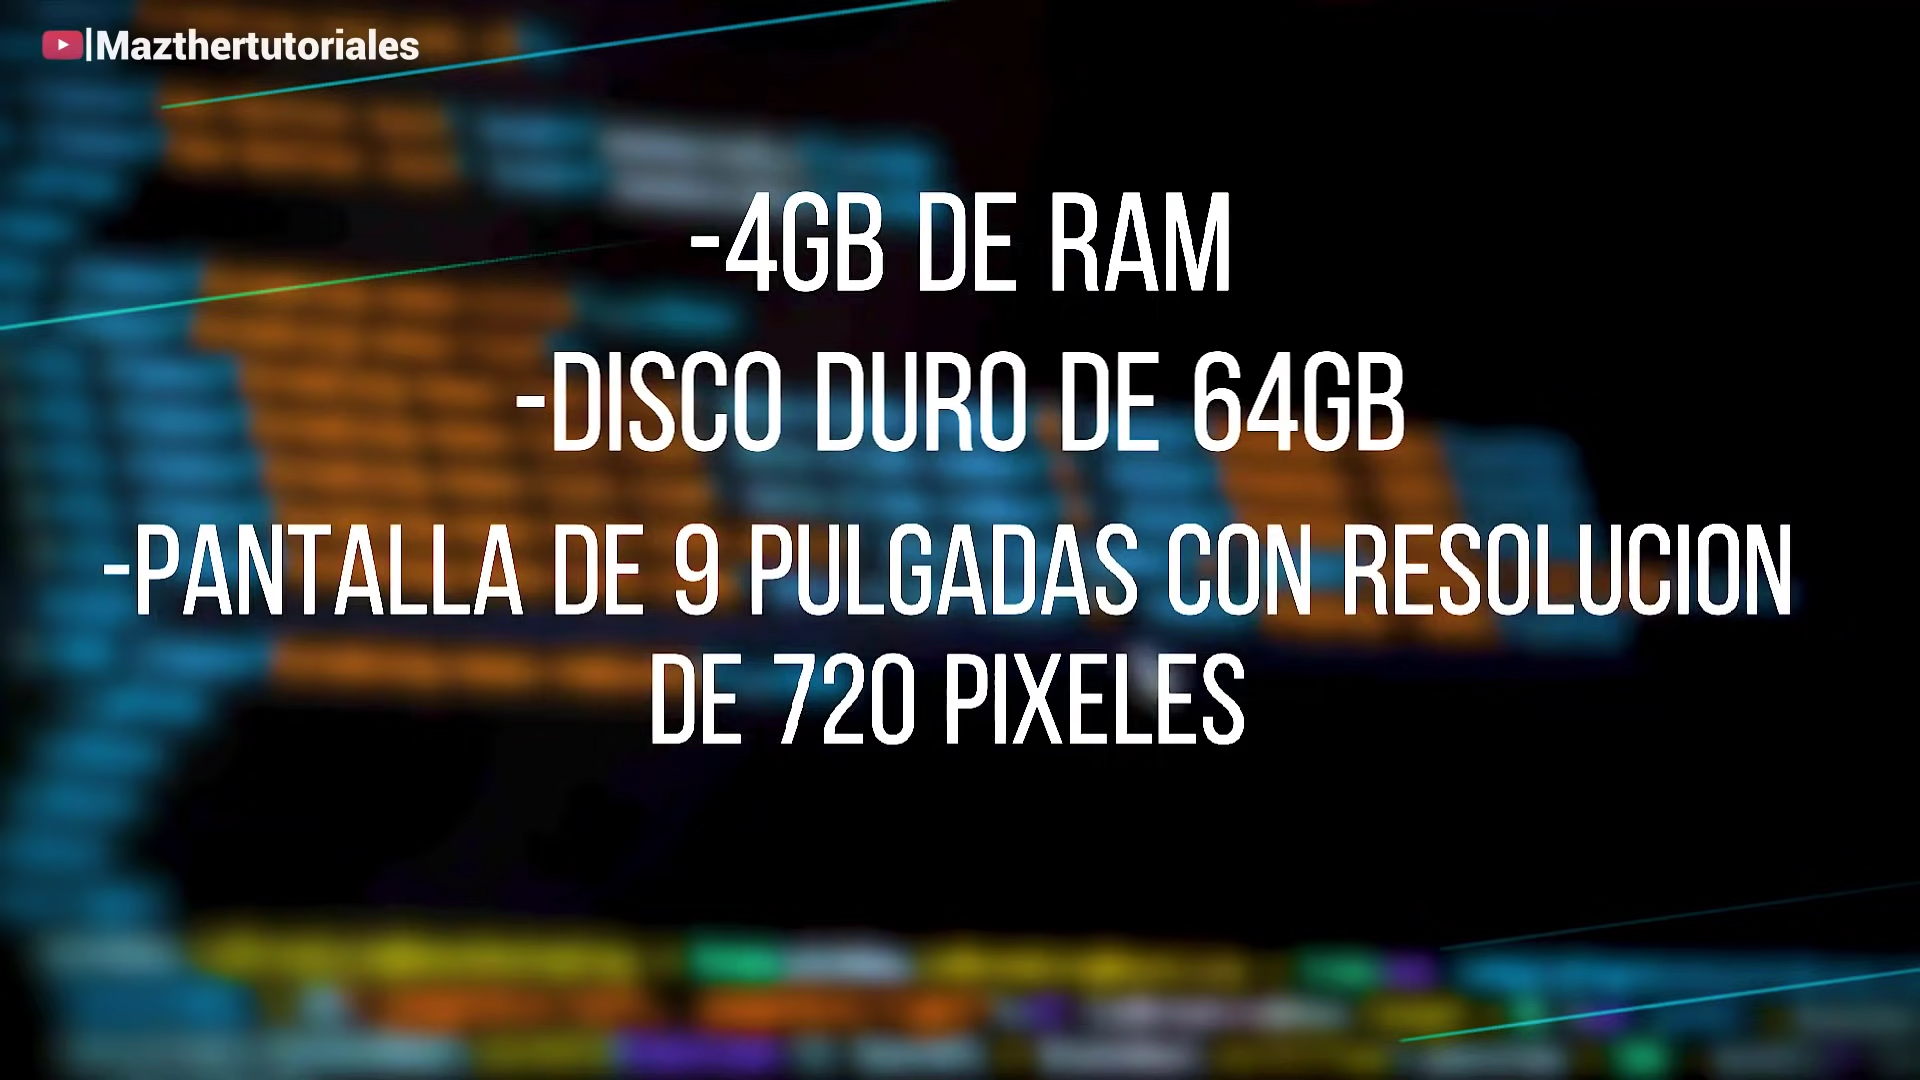 |Mazthertutoriales
-4GB DE RAM
-DISCO DURO DE 64GB
-PANTALLA DE 9 PULGADAS CON RESOLUCION
DE 720 PIXELES